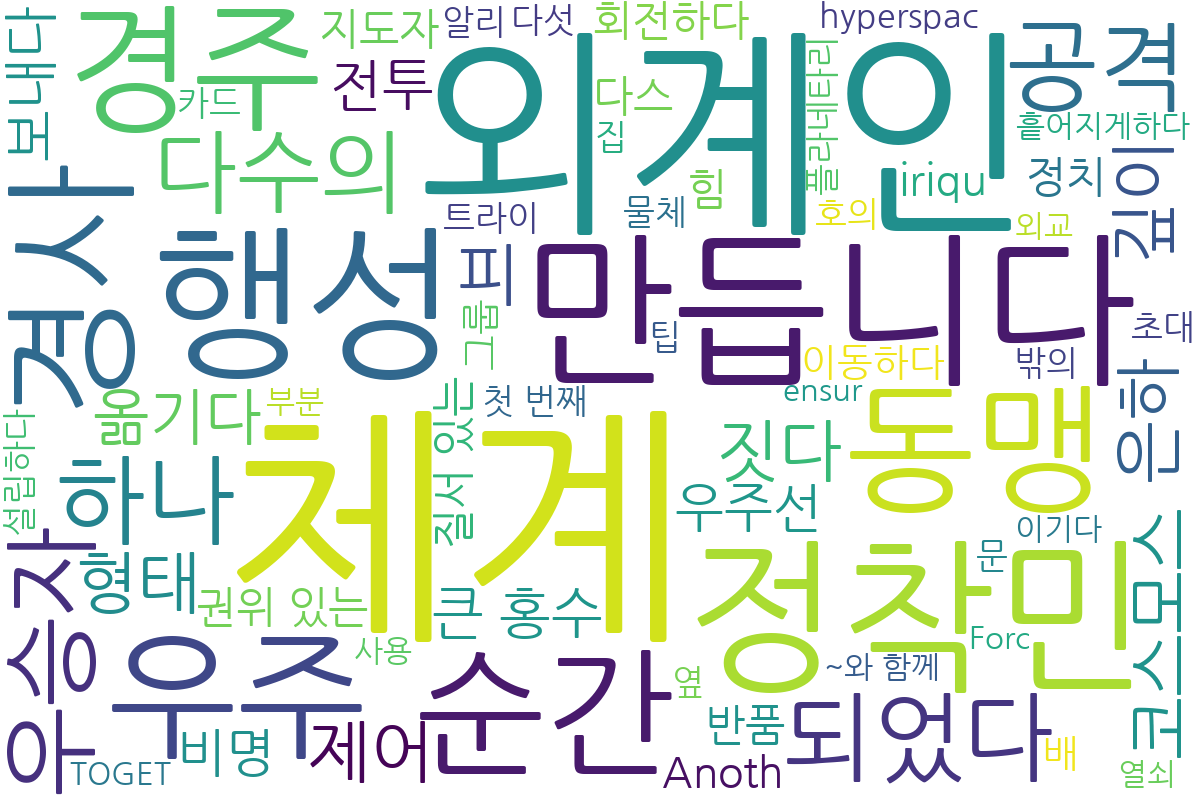 보내다
경주
지도자
알리
다섯
회전하다
hyperspac
외계인
공격
전투
카드
다스
집
플라네타리
흩어지게하다
다수의
힘
iriqu
정치
경사
행성
트라이
물체
호의
외교
깊이
피
만듭니다
그룹
팁
이동하다
밖의
초대
옮기다
부분
질서 있는
첫 번째
ensur
은하
설립하다
하나
체계
짓다
동맹
우주선
이기다
코스모스
우승자
형태
권위 있는
큰 홍수
정착민
문
Forc
우주
사용
순간
옆
~와 함께
비명
제어
반품
되었다
배
TOGET
Anoth
열쇠